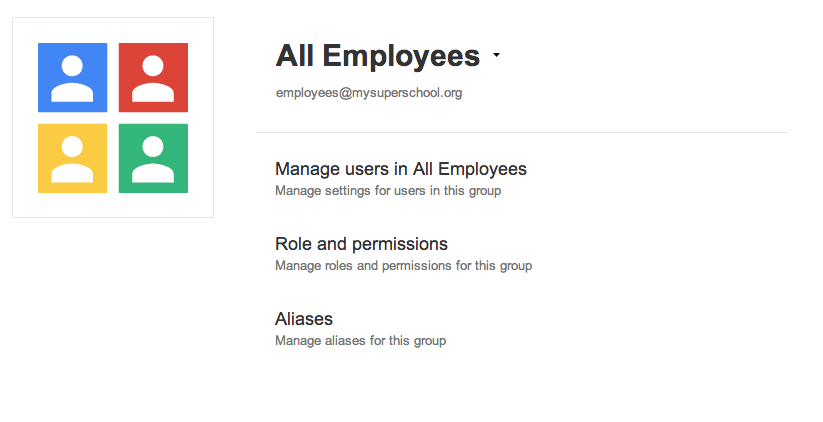 All Employees
employees@mysuperschool.org
Manage users in All Employees
Manage settings for users in this group
Role and permissions
Manage roles and permissions for this group
Aliases
Manage aliases for this group